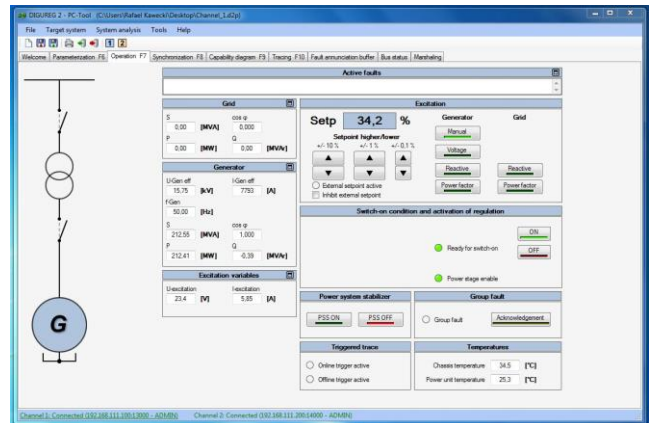 DIGUREG 2 - PC-Tool (C:\Users\Rafael Kawecki\Desktop\Channel_1.d2p)
File Target system System analysis Tools Help
1 2
Welcome Parameterization F6 Operation F7 Synchronization F8 Capability diagram F9 Tracing F10 Fault annunciation buffer Bus status Marshaling
Active faults
Grid
S cos φ
0,00 [MVA] 0,000
P Q
0,00 [MW] 0,00 [MVAr]
Generator
U-Gen eff I-Gen eff
15,75 [kV] 7793 [A]
f-Gen
50,00 [Hz]
S cos φ
212,55 [MVA] 1,000
P Q
212,41 [MW] -0,39 [MVAr]
Excitation variables
U-excitation I-excitation
23,4 [V] 5,85 [A]
G
Excitation
Setp 34,2 %
Setpoint higher/lower
+/- 10 % +/- 1 % +/- 0,1 %
External setpoint active
Inhibit external setpoint
Generator Grid
Manual
Voltage
Reactive Reactive
Power factor Power factor
Switch-on condition and activation of regulation
ON
Ready for switch-on OFF
Power stage enable
Power system stabilizer
PSS ON PSS OFF
Group fault
Group fault Acknowledgement
Triggered trace
Online trigger active
Offline trigger active
Temperatures
Chassis temperature 34,5 [°C]
Power unit temperature 25,3 [°C]
Channel 1: Connected (192.168.111.200:13000 - ADMIN) Channel 2: Connected (192.168.111.200:14000 - ADMIN)